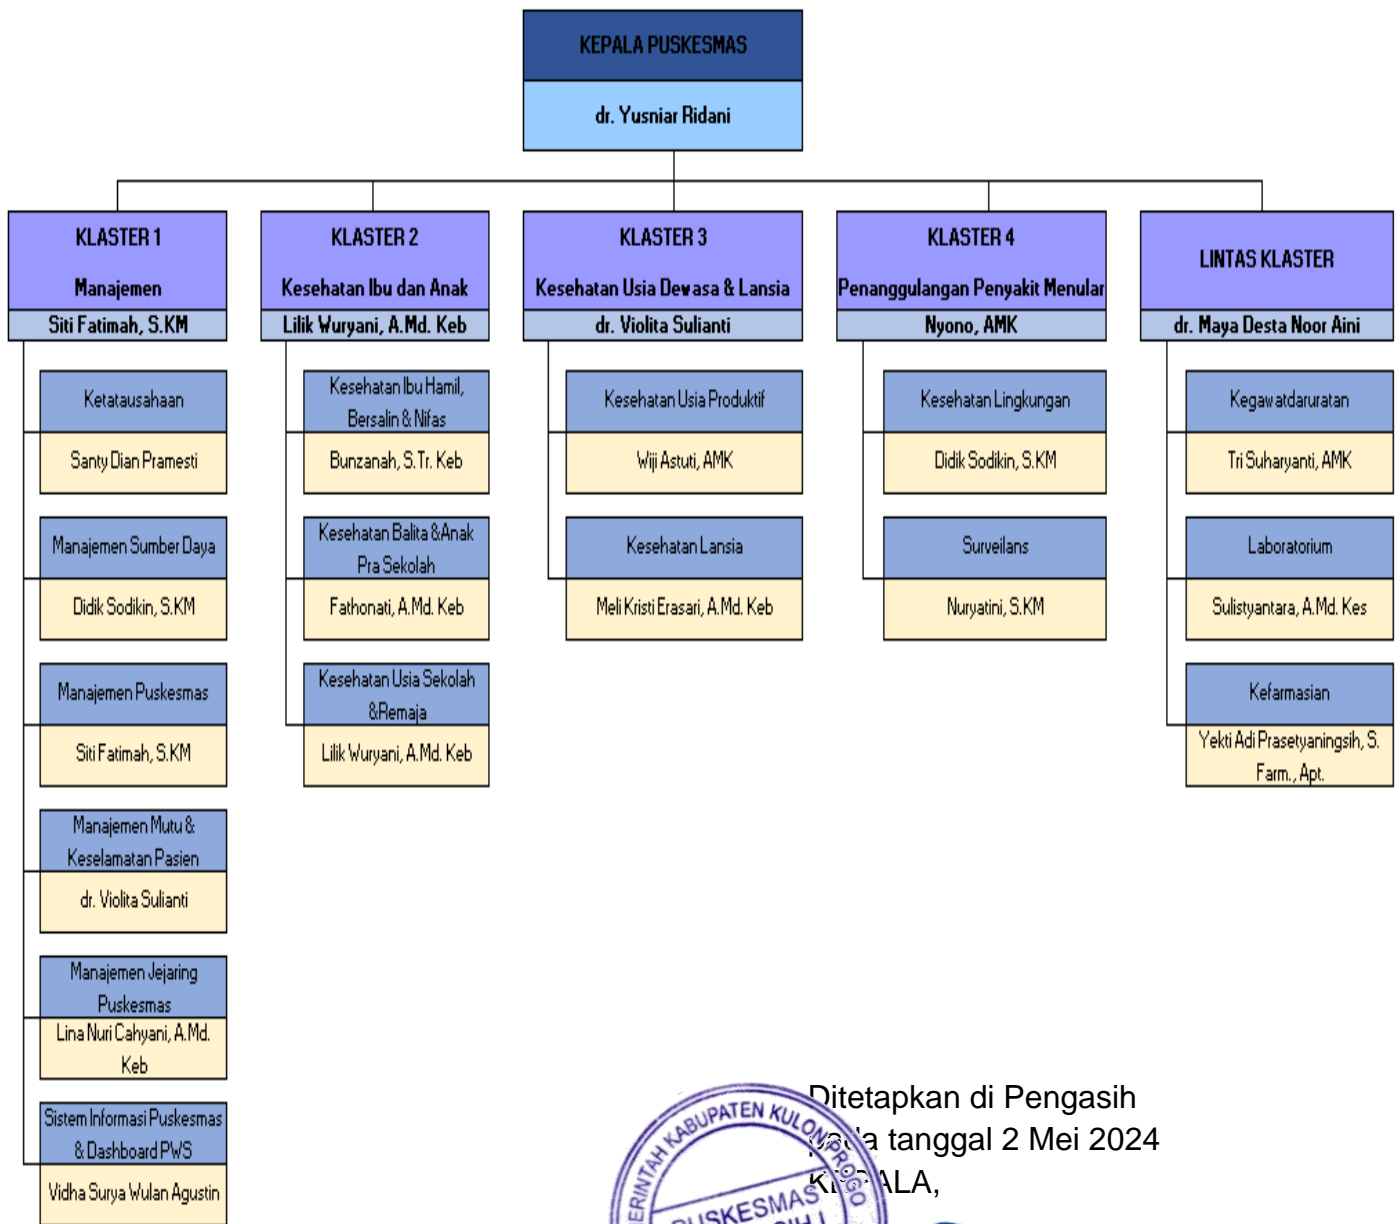 KEPALA PUSKESMAS
dr. Yusniar Ridani
KLASTER 1
Manajemen
Siti Fatimah, S.KM
Ketatausahaan
Santy Dian Pramesti
Manajemen Sumber Daya
Didik Sodikin, S.KM
Manajemen Puskesmas
Siti Fatimah, S.KM
Manajemen Mutu &
Keselamatan Pasien
dr. Violita Sulianti
Manajemen Jejaring
Puskesmas
Lina Nuri Cahyani, A.Md.
Keb
Sistem Informasi Puskesmas
& Dashboard PWS
Vidha Surya Wulan Agustin
KLASTER 2
Kesehatan Ibu dan Anak
Lilik Wuryani, A.Md. Keb
Kesehatan Ibu Hamil,
Bersalin & Nifas
Bunzanah, S.Tr. Keb
Kesehatan Balita &Anak
Pra Sekolah
Fathonati, A.Md. Keb
Kesehatan Usia Sekolah
&Remaja
Lilik Wuryani, A.Md. Keb
KLASTER 3
Kesehatan Usia Dewasa & Lansia
dr. Violita Sulianti
Kesehatan Usia Produktif
Wiji Astuti, AMK
Kesehatan Lansia
Meli Kristi Erasari, A.Md. Keb
KLASTER 4
Penanggulangan Penyakit Menular
Nyono, AMK
Kesehatan Lingkungan
Didik Sodikin, S.KM
Surveilans
Nuryatini, S.KM
LINTAS KLASTER
dr. Maya Desta Noor Aini
Kegawatdaruratan
Tri Suharyanti, AMK
Laboratorium
Sulistyantara, A.Md. Kes
Kefarmasian
Yekti Adi Prasetyaningsih, S.
Farm., Apt.
Ditetapkan di Pengasih
pada tanggal 2 Mei 2024
KEPALA,
KABUPATEN KULON PROGO
PUSKESMAS